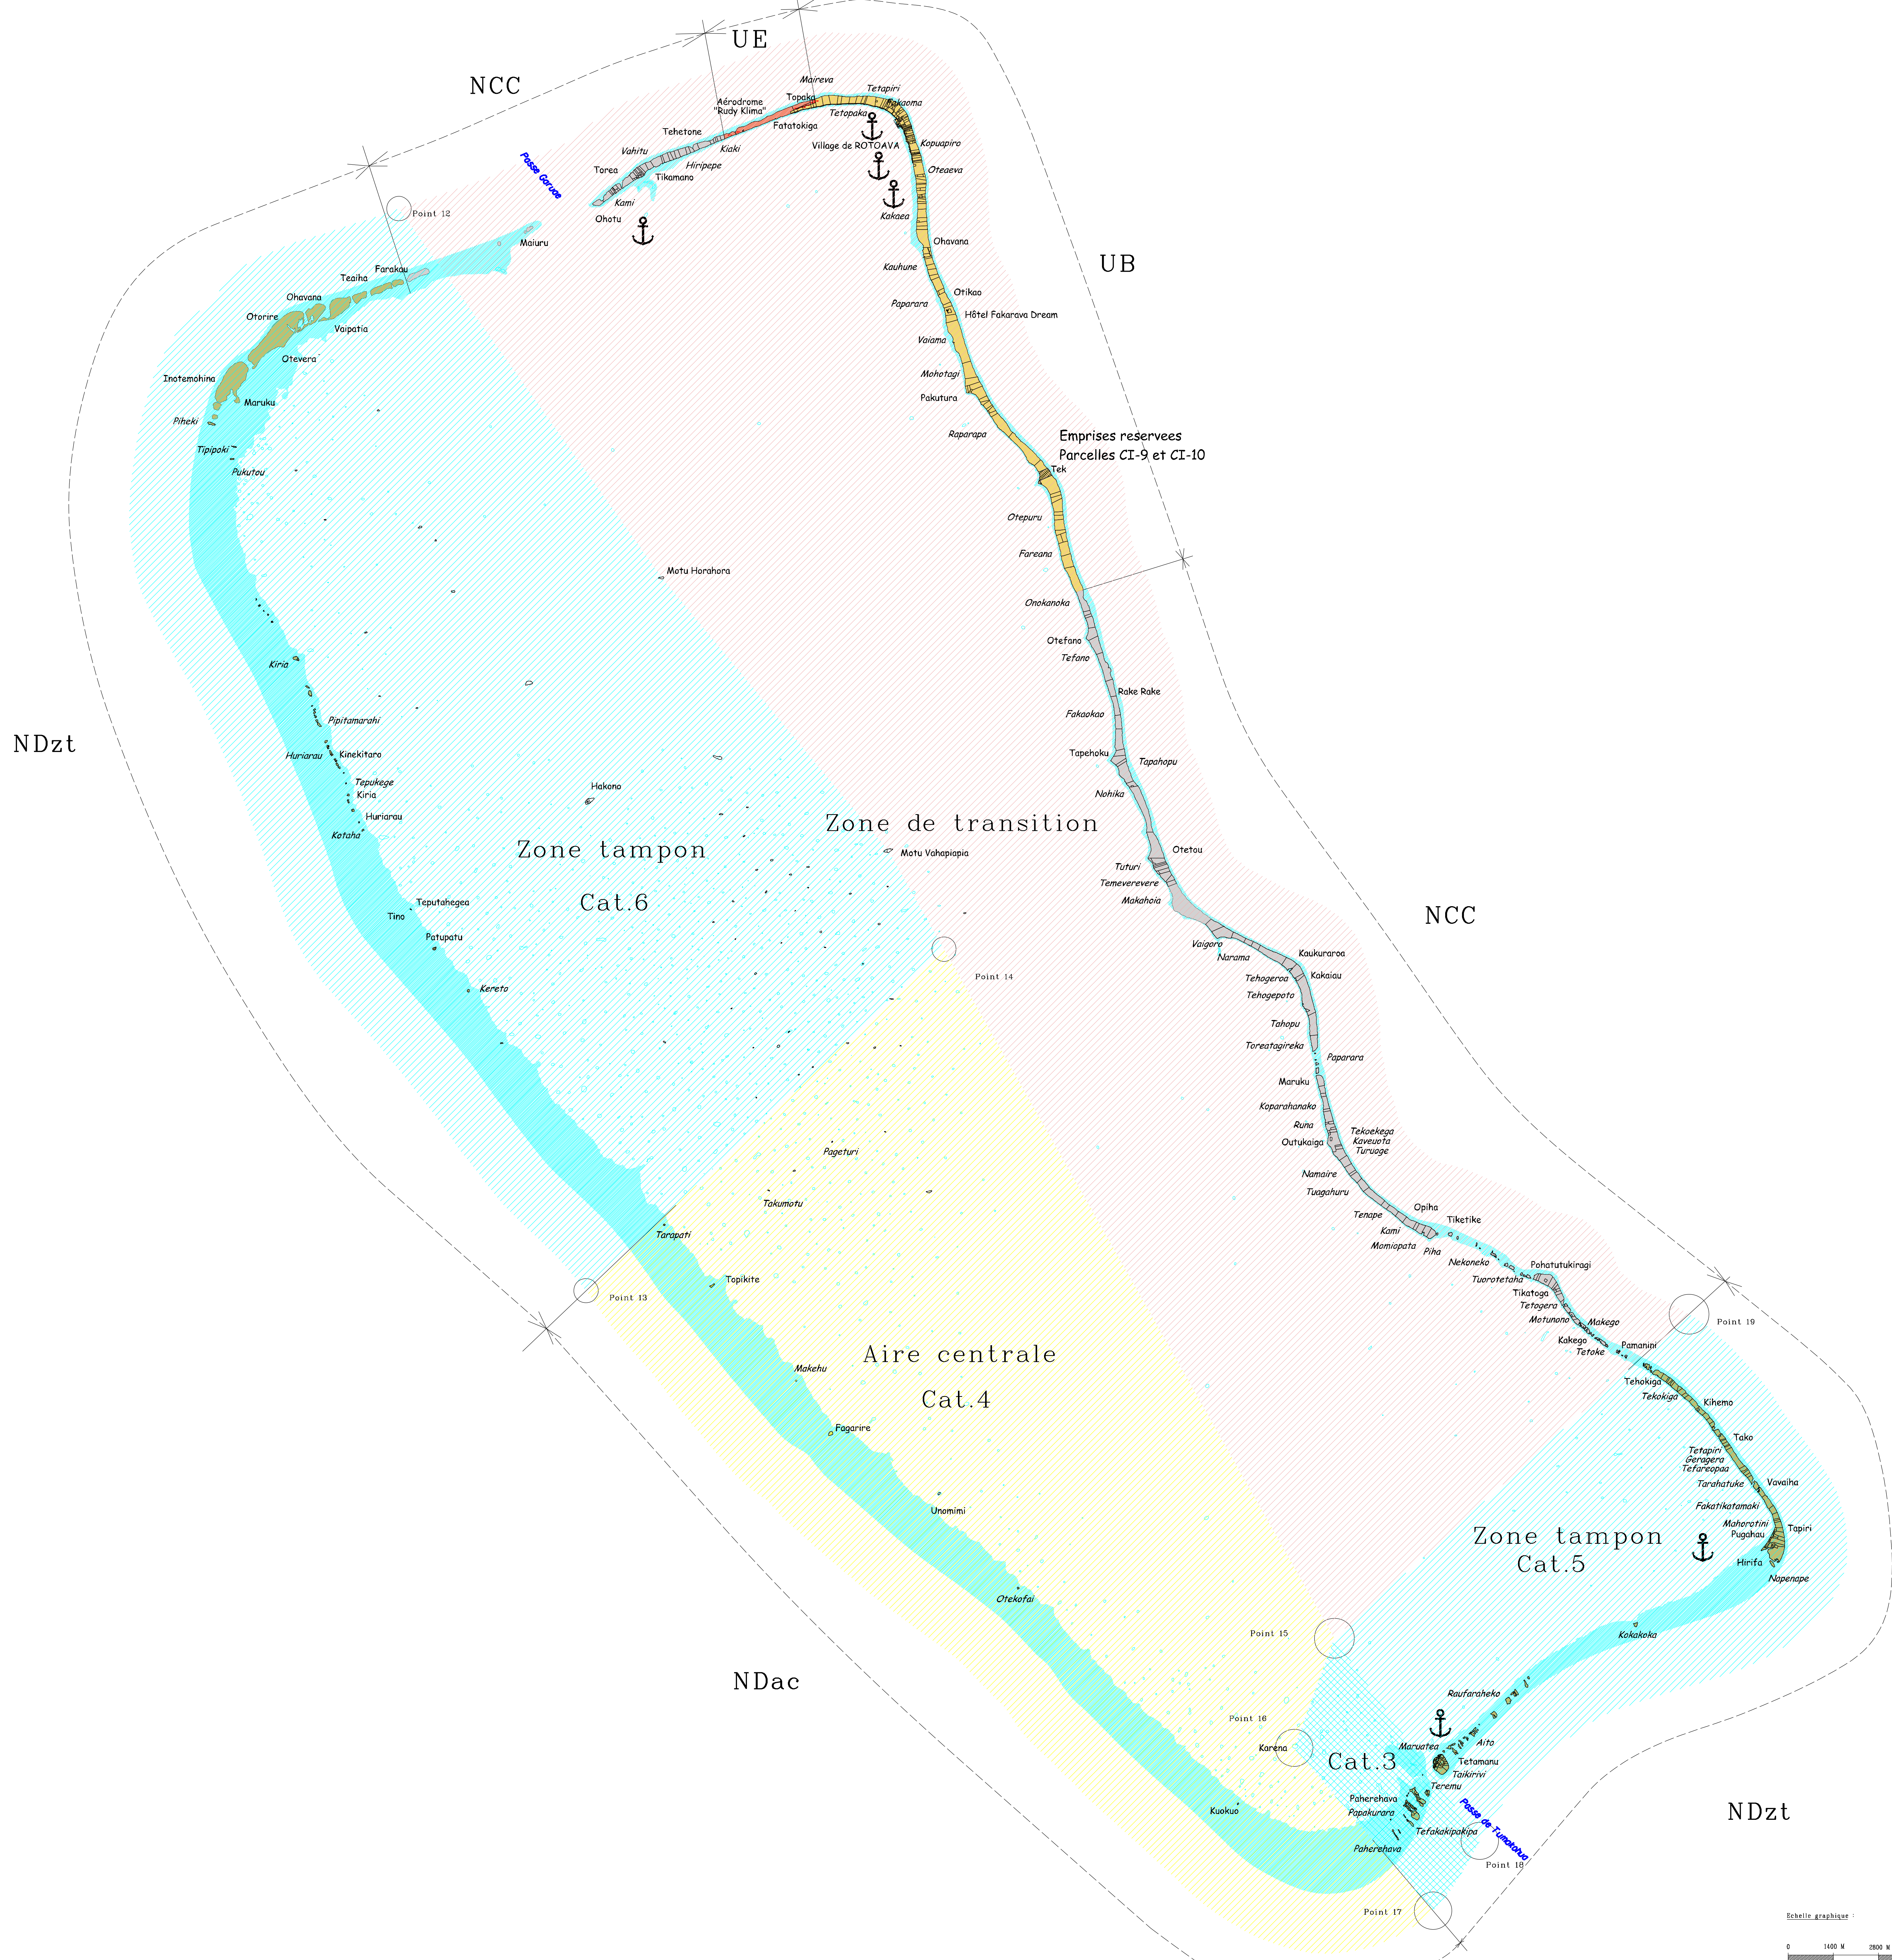 UE
NCC
Maireva
Tetapiri
Aérodrome
"Rudy Klima"
Topaka
Fakaoma
Tetopaka
Fatatokiga
Tehetone
Kiaki
Village de ROTOAVA
Kopuapiro
Vahitu
Hiripepe
Passe Garuae
Torea
Tikamano
Oteaeva
Kami
Ohotu
Kakaea
Point 12
Maiuru
Ohavana
UB
Farakau
Kauhune
Teaiha
Otikao
Ohavana
Paparara
Otorire
Hôtel Fakarava Dream
Vaipatia
Vaiama
Otevera
Mohotagi
Inotemohina
Pakutura
Maruku
Piheki
Raparapa
Emprises reservees
Parcelles CI-9 et CI-10
Tipipoki
Tek
Pukutou
Otepuru
Fareana
Motu Horahora
Onokanoka
Otefano
Tefano
Kiria
Rake Rake
Fakaokao
Pipitamarahi
NDzt
Huriarau
Kinekitaro
Tapehoku
Tapahopu
Tepukege
Hakono
Kiria
Nohika
Huriarau
Zone de transition
Kotaha
Zone tampon
Otetou
Motu Vahapiapia
Tuturi
Temeverevere
Cat.6
Makahoia
Teputahegea
Tino
NCC
Patupatu
Vaigoro
Narama
Kaukuraroa
Point 14
Tehogeroa
Kakaiau
Kereto
Tehogepoto
Tahopu
Toreatagireka
Paparara
Maruku
Koparahanako
Runa
Tekoekega
Kaveuota
Turuoge
Outukaiga
Pageturi
Namaire
Tuagahuru
Takumotu
Opiha
Tenape
Tiketike
Kami
Tarapati
Momiopata
Piha
Nekoneko
Pohatutukiragi
Topikite
Tuorotetaha
Tikatoga
Point 13
Tetogera
Motunono
Makego
Point 19
Kakego
Pamanini
Tetoke
Aire centrale
Makehu
Tehokiga
Tekokiga
Cat.4
Kihemo
Fagarire
Tako
Tetapiri
Geragera
Tefareopaa
Tarahatuke
Vavaiha
Unomimi
Fakatikatamaki
Mahorotini
Pugahau
Tapiri
Zone tampon
Cat.5
Hirifa
Napenape
Otekofai
Point 15
Kokakoka
NDac
Raufaraheko
Point 16
Karena
Maruatea
Aito
Cat.3
Tetamanu
Taikirivi
Teremu
Paherehava
Kuokuo
Papakurara
Passe de Tumotohua
NDzt
Tefakakipakipa
Paherehava
Point 18
Point 17
Echelle graphique :
0 1400 M 2800 M